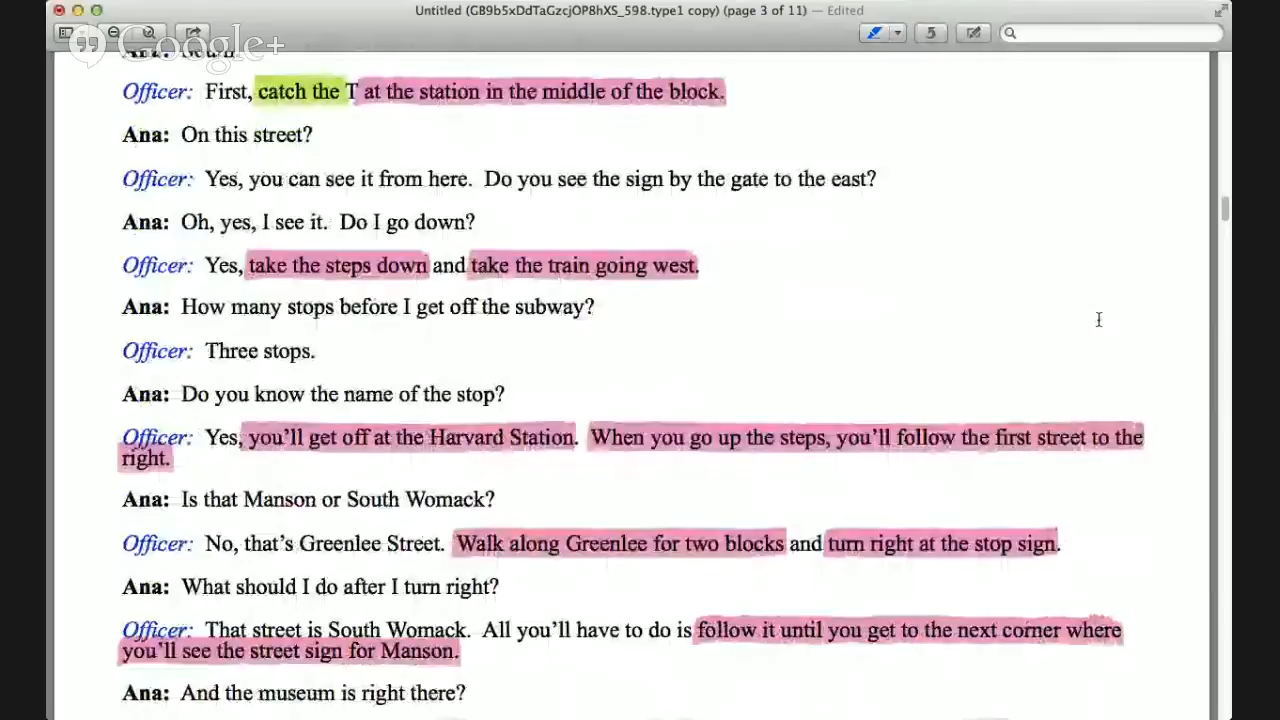 Untitled (GB9b5xDdTaGzcjOP8hXS_598.type1 copy) (page 3 of 11) — Edited
Google+
Officer: First, catch the T at the station in the middle of the block.
Ana: On this street?
Officer: Yes, you can see it from here. Do you see the sign by the gate to the east?
Ana: Oh, yes, I see it. Do I go down?
Officer: Yes, take the steps down and take the train going west.
Ana: How many stops before I get off the subway?
Officer: Three stops.
Ana: Do you know the name of the stop?
Officer: Yes, you’ll get off at the Harvard Station. When you go up the steps, you’ll follow the first street to the
right.
Ana: Is that Manson or South Womack?
Officer: No, that’s Greenlee Street. Walk along Greenlee for two blocks and turn right at the stop sign.
Ana: What should I do after I turn right?
Officer: That street is South Womack. All you’ll have to do is follow it until you get to the next corner where
you’ll see the street sign for Manson.
Ana: And the museum is right there?